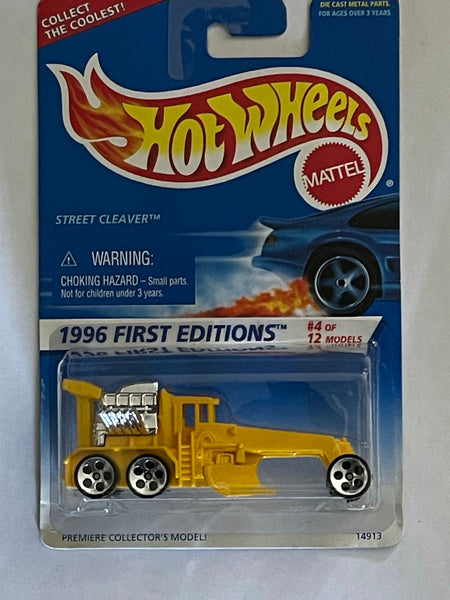 COLLECT
THE COOLEST!
DIE CAST METAL PARTS.
FOR AGES OVER 3 YEARS
Hot Wheels
MATTEL
®
STREET CLEAVER™
⚠ WARNING:
CHOKING HAZARD – Small parts.
Not for children under 3 years.
1996 FIRST EDITIONS™
#4 OF
12 MODELS
PREMIERE COLLECTOR'S MODEL!
14913